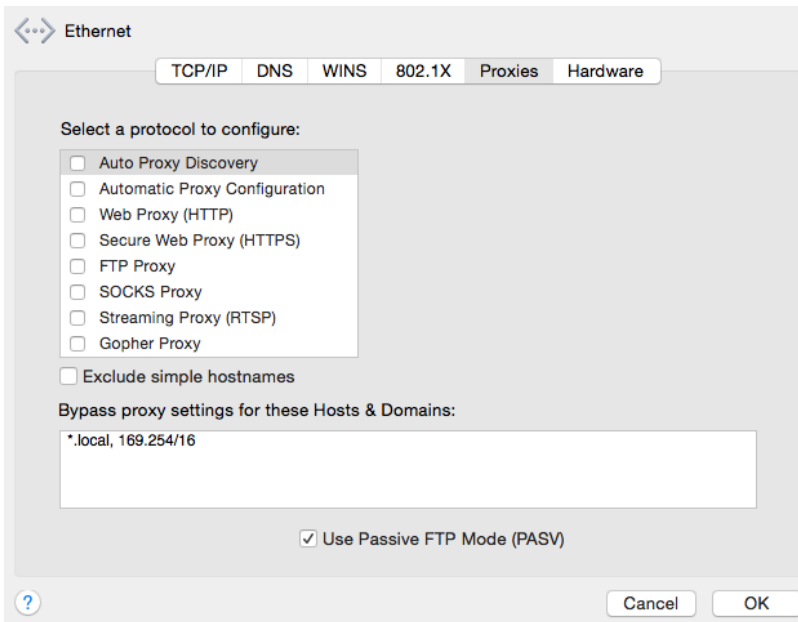 Ethernet
TCP/IP DNS WINS 802.1X Proxies Hardware
Select a protocol to configure:
Auto Proxy Discovery
Automatic Proxy Configuration
Web Proxy (HTTP)
Secure Web Proxy (HTTPS)
FTP Proxy
SOCKS Proxy
Streaming Proxy (RTSP)
Gopher Proxy
Exclude simple hostnames
Bypass proxy settings for these Hosts & Domains:
*.local, 169.254/16
Use Passive FTP Mode (PASV)
? Cancel OK